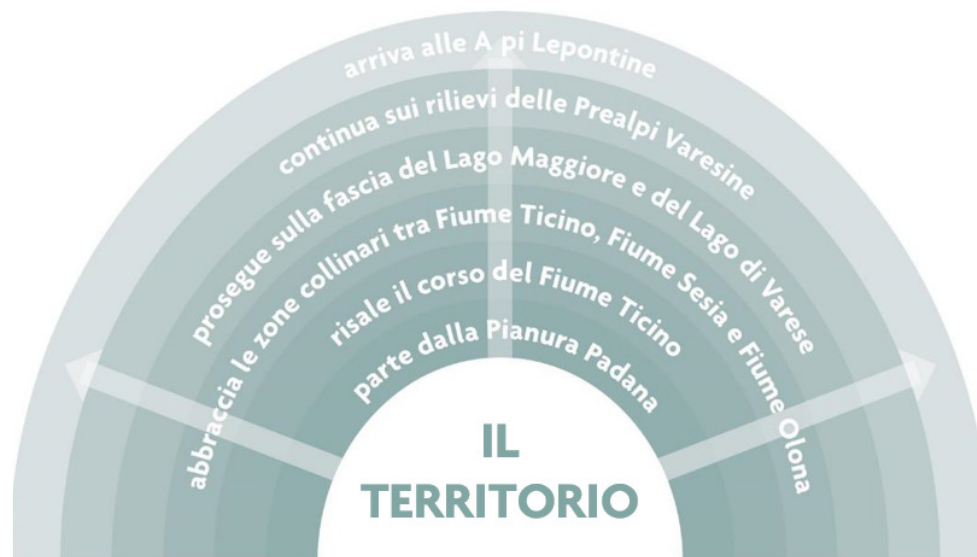 arriva alle A pi Lepontine
continua sui rilievi delle Prealpi Varesine
prosegue sulla fascia del Lago Maggiore e del Lago di Varese
abbraccia le zone collinari tra Fiume Ticino, Fiume Sesia e Fiume Olona
risale il corso del Fiume Ticino
parte dalla Pianura Padana
IL
TERRITORIO